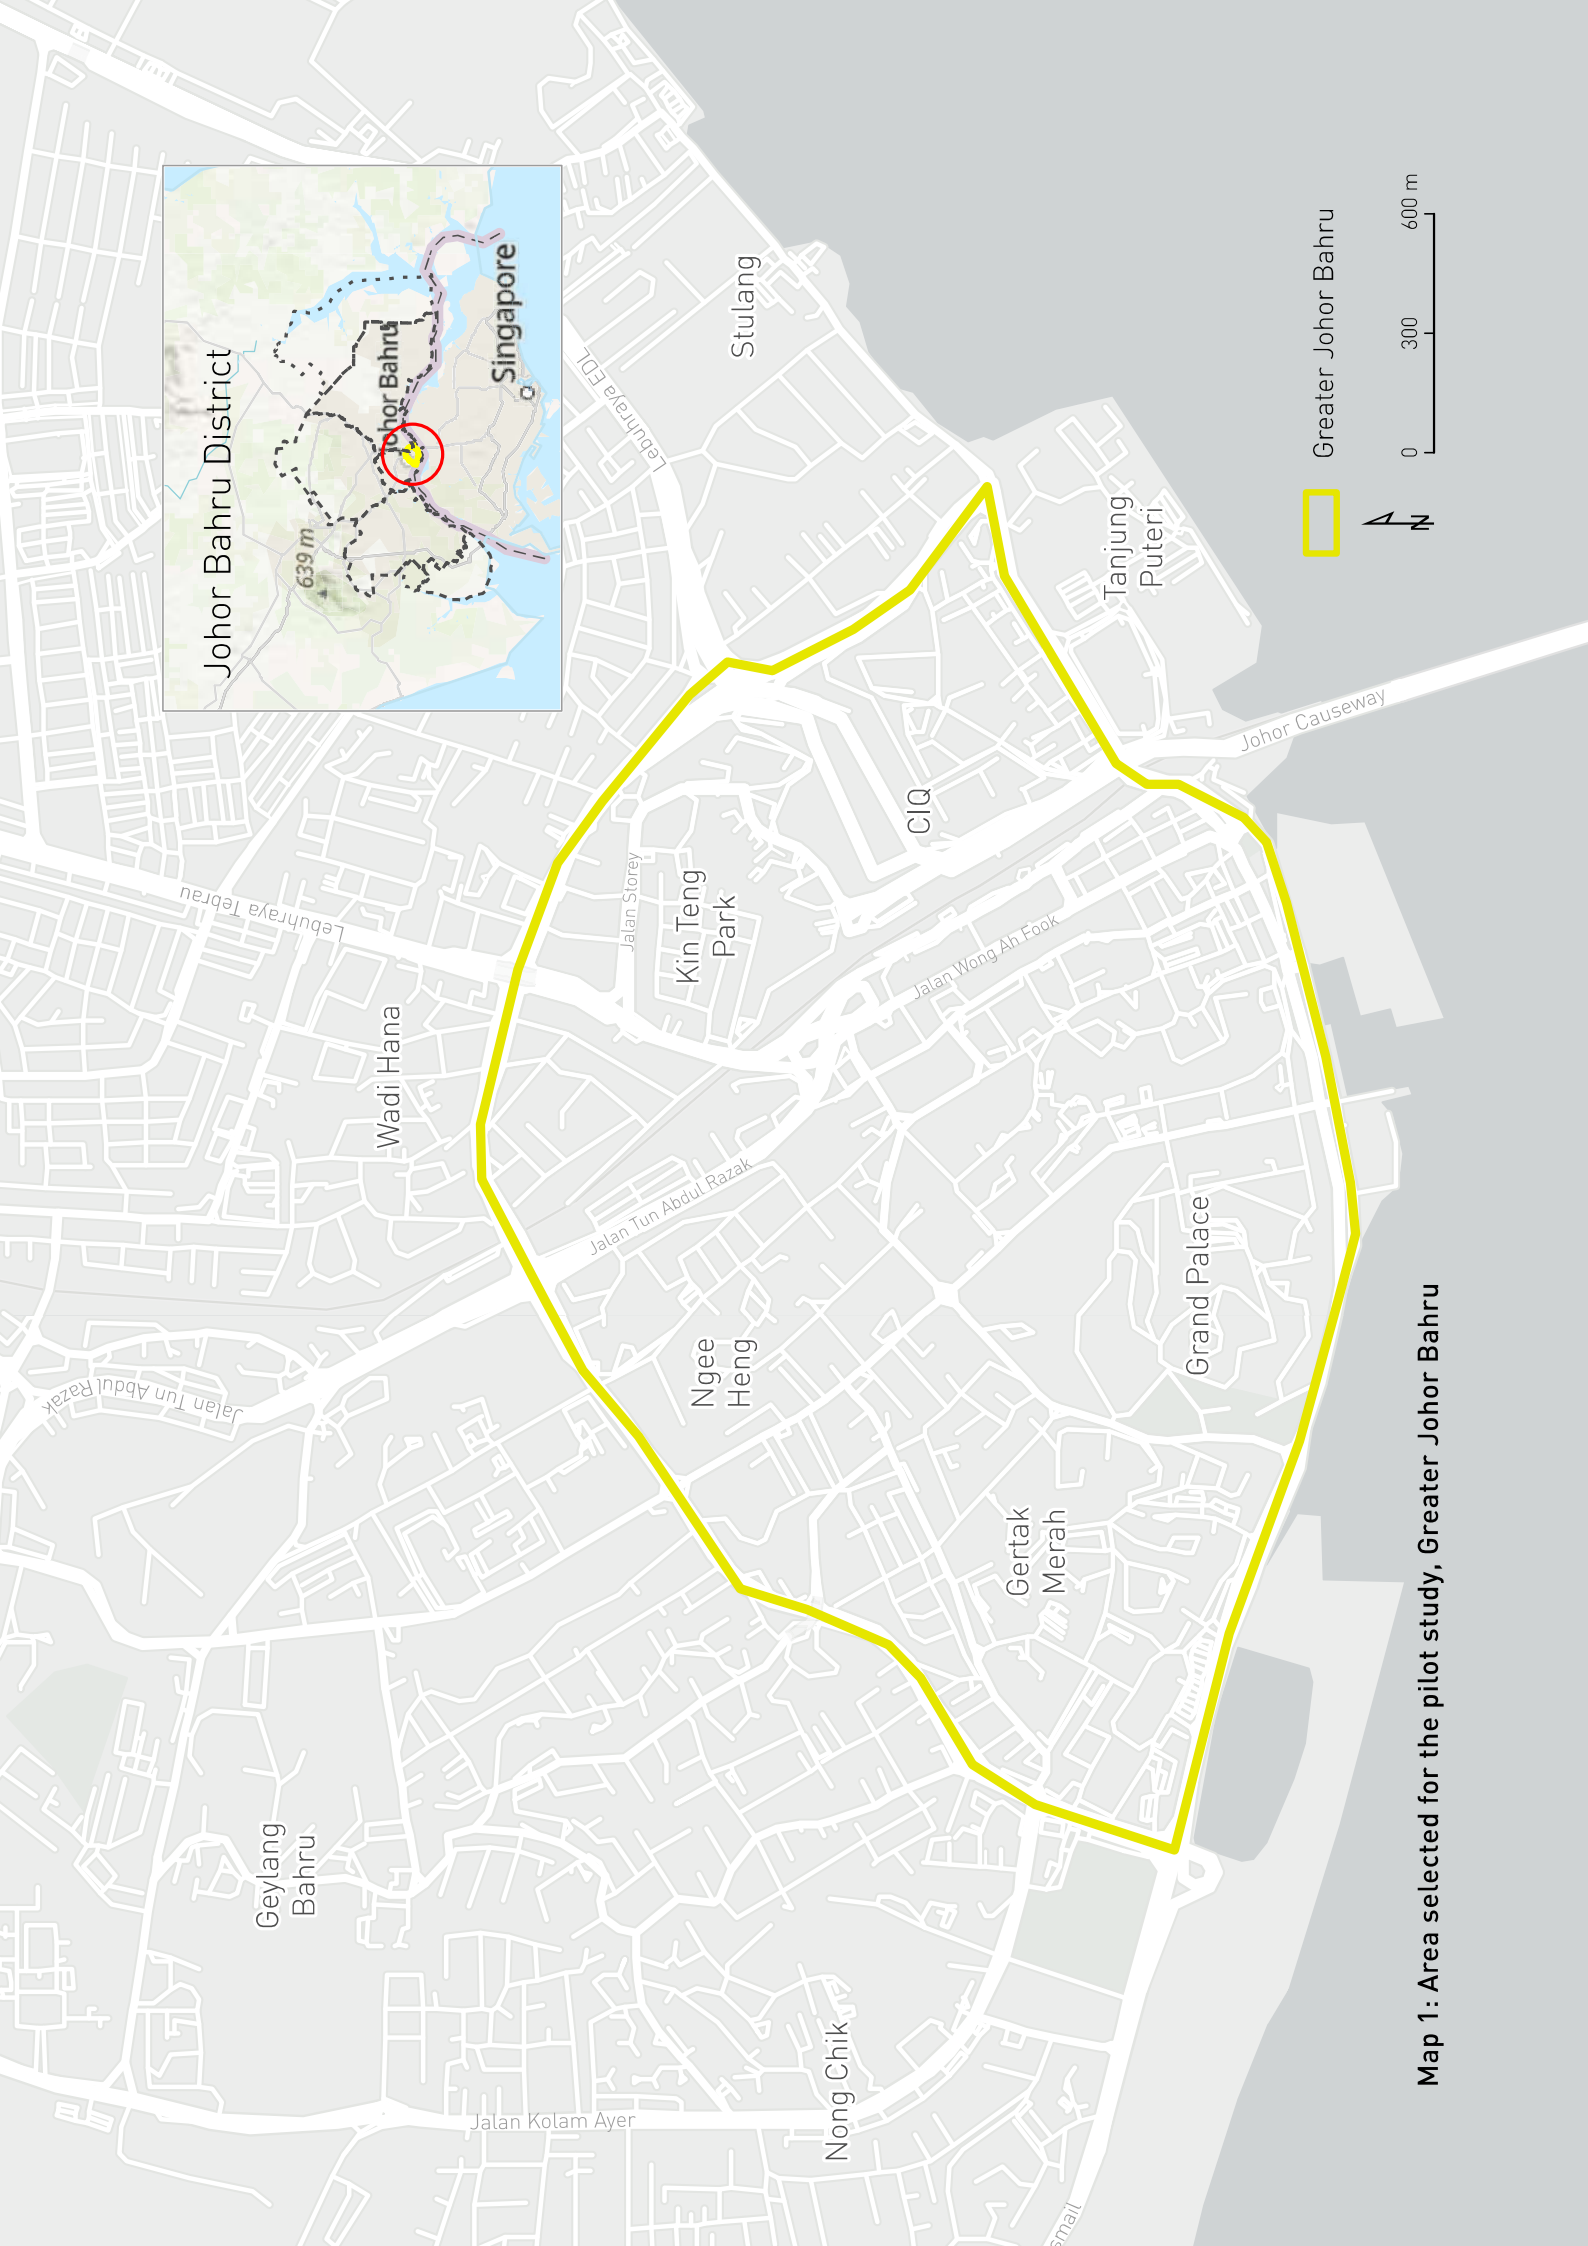 Johor Bahru District
639 m
Johor Bahru
Singapore
Lebuhraya EDL
Stulang
Lebuhraya Tebrau
Wadi Hana
Jalan Storey
Kin Teng
Park
CIQ
Tanjung
Puteri
Johor Causeway
Jalan Wong Ah Fook
Jalan Tun Abdul Razak
Jalan Tun Abdul Razak
Ngee
Heng
Grand Palace
Gertak
Merah
Geylang
Bahru
Nong Chik
Jalan Kolam Ayer
smail
Greater Johor Bahru
N
0 300 600 m
Map 1: Area selected for the pilot study, Greater Johor Bahru